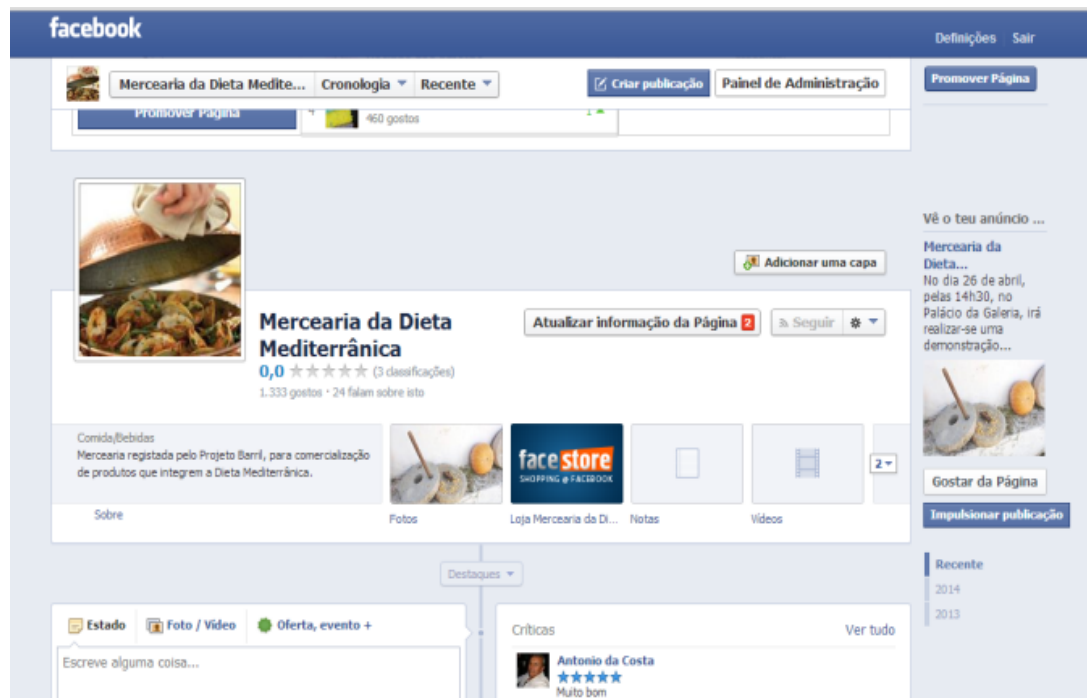 facebook
Definições Sair
Mercearia da Dieta Medite... Cronologia Recente
Criar publicação Painel de Administração
Promover Página
Promover Página
4
460 gostos
1
Vê o teu anúncio ...
Mercearia da
Dieta...
No dia 26 de abril,
pelas 14h30, no
Palácio da Galeria, irá
realizar-se uma
demonstração...
Gostar da Página
Impulsionar publicação
Recente
2014
2013
Adicionar uma capa
Mercearia da Dieta
Mediterrânica
0,0 (3 classificações)
1.333 gostos · 24 falam sobre isto
Atualizar informação da Página 2
Seguir
Comida/Bebidas
Mercearia registada pelo Projeto Barril, para comercialização
de produtos que integrem a Dieta Mediterrânica.
Sobre
face store
SHOPPING @ FACEBOOK
2
Fotos
Loja Mercearia da Di...
Notas
Vídeos
Destaques
Estado Foto / Vídeo Oferta, evento +
Escreve alguma coisa...
Críticas Ver tudo
Antonio da Costa
Muito bom